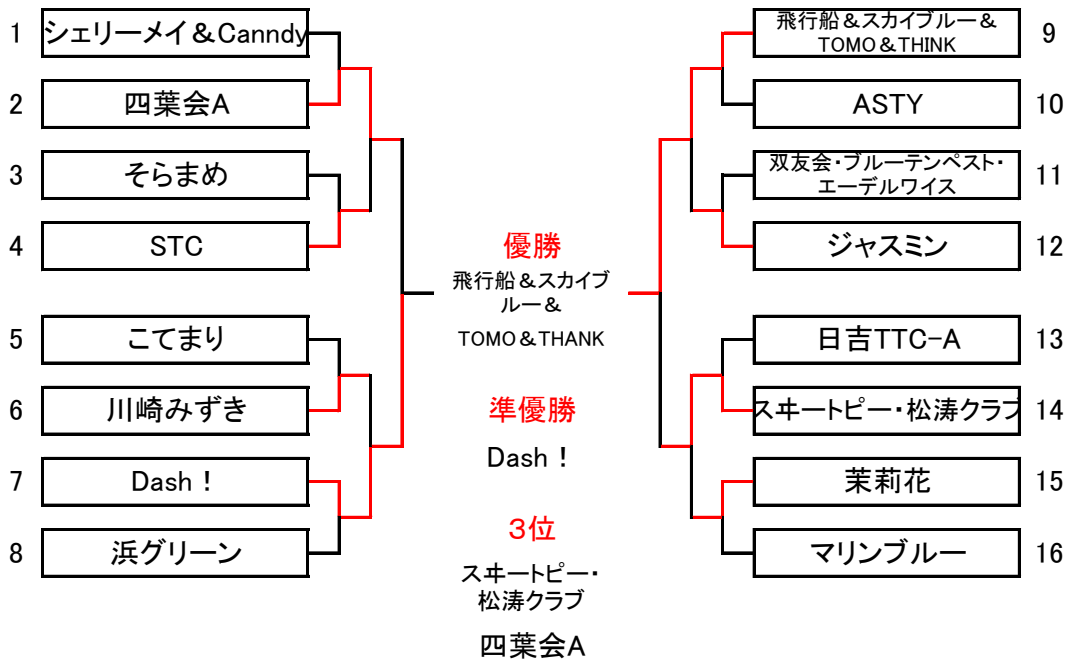 1 シェリーメイ＆Canndy
2 四葉会A
3 そらまめ
4 STC
5 こてまり
6 川崎みずき
7 Dash！
8 浜グリーン
優勝
飛行船＆スカイブ
ルー＆
TOMO＆THANK
準優勝
Dash！
３位
スヰートピー・
松涛クラブ
四葉会A
飛行船＆スカイブルー＆
TOMO＆THINK 9
ASTY 10
双友会・ブルーテンペスト・
エーデルワイス 11
ジャスミン 12
日吉TTC-A 13
スヰートピー・松涛クラブ 14
茉莉花 15
マリンブルー 16